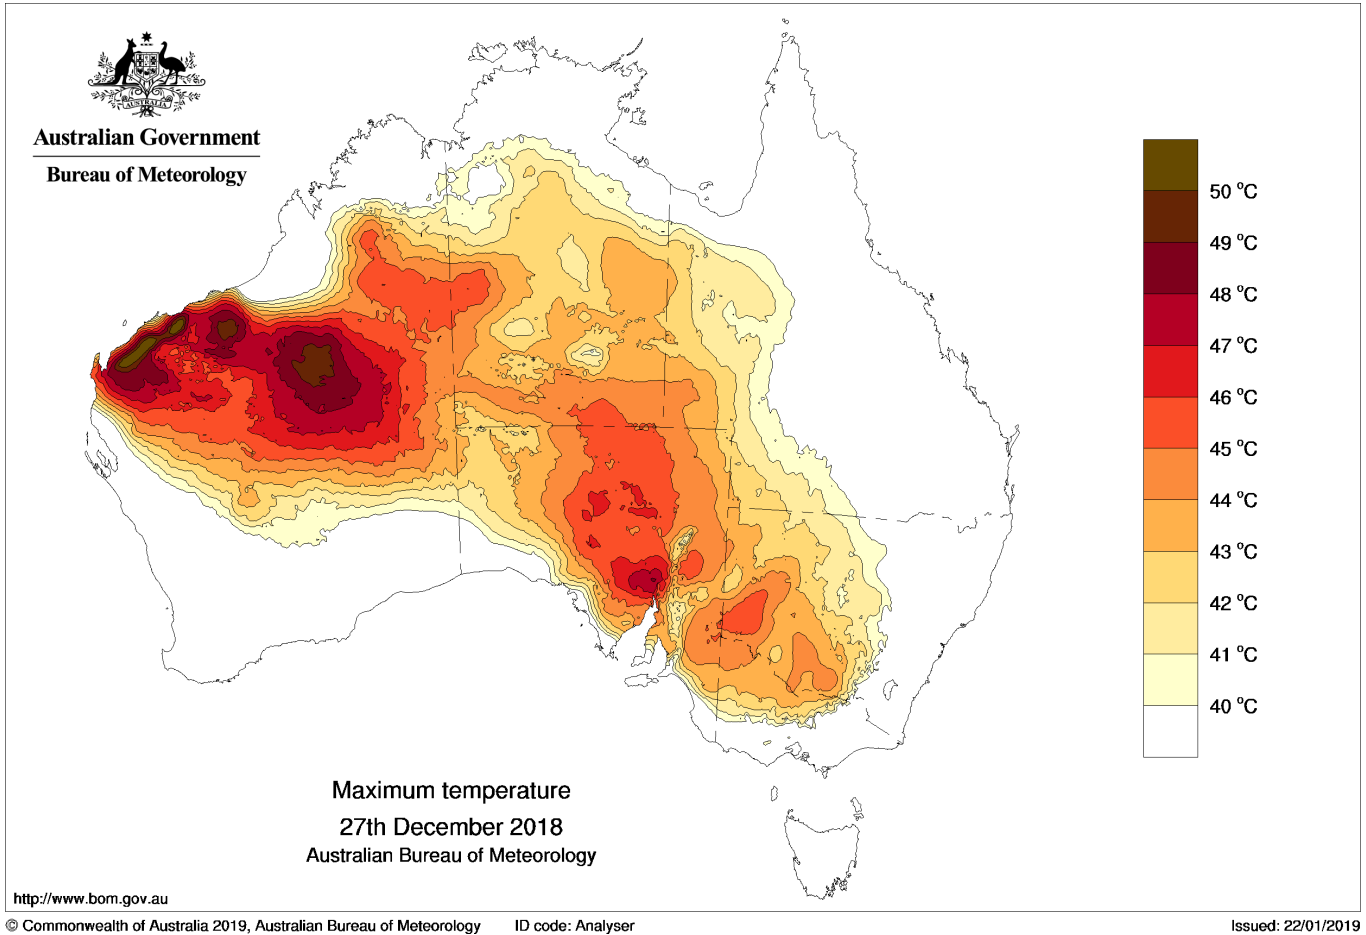 AUSTRALIA
Australian Government
Bureau of Meteorology
50 °C
49 °C
48 °C
47 °C
46 °C
45 °C
44 °C
43 °C
42 °C
41 °C
40 °C
Maximum temperature
27th December 2018
Australian Bureau of Meteorology
http://www.bom.gov.au
© Commonwealth of Australia 2019, Australian Bureau of Meteorology
ID code: Analyser
Issued: 22/01/2019